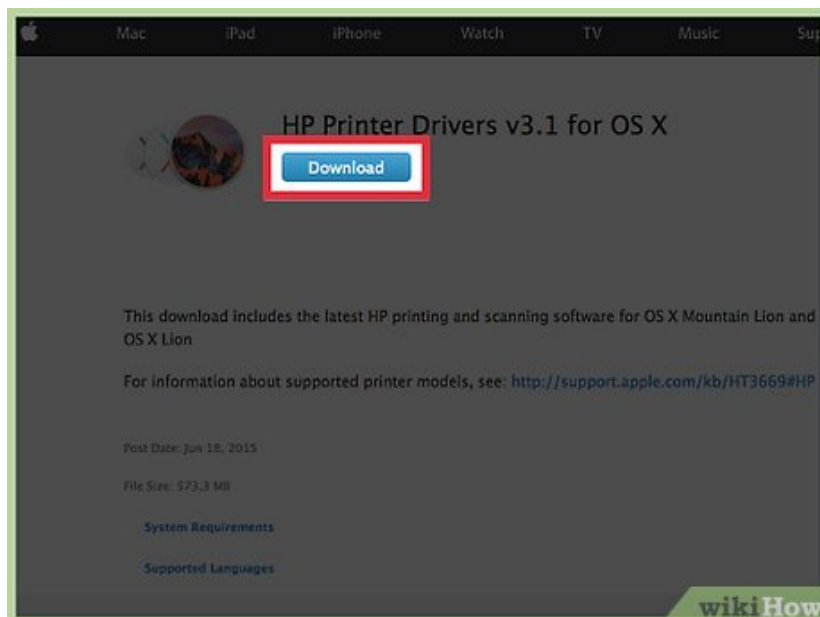 Mac iPad iPhone Watch TV Music Sup
HP Printer Drivers v3.1 for OS X
Download
This download includes the latest HP printing and scanning software for OS X Mountain Lion and
OS X Lion
For information about supported printer models, see: http://support.apple.com/kb/HT3669#HP
Post Date: Jun 18, 2015
File Size: 573.3 MB
System Requirements
Supported Languages
wikiHow